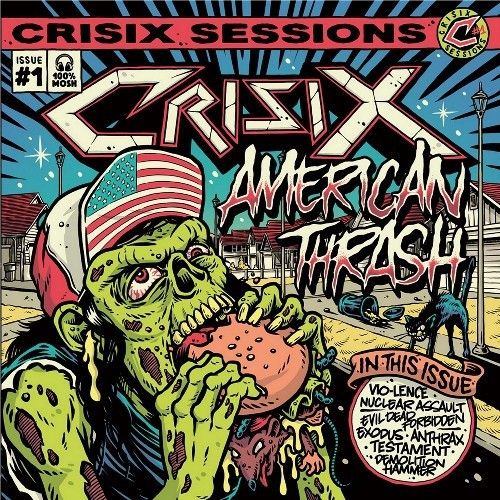 CRISIX SESSIONS
ISSUE
#1
100%
MOSH
CRISIX
SESSIONS
#1
CRISIX
AMERICAN
THRASH
IN THIS ISSUE
VIO-LENCE
NUCLEAR ASSAULT
EVIL DEAD
FORBIDDEN
EXODUS · ANTHRAX
TESTAMENT
DEMOLITION
HAMMER